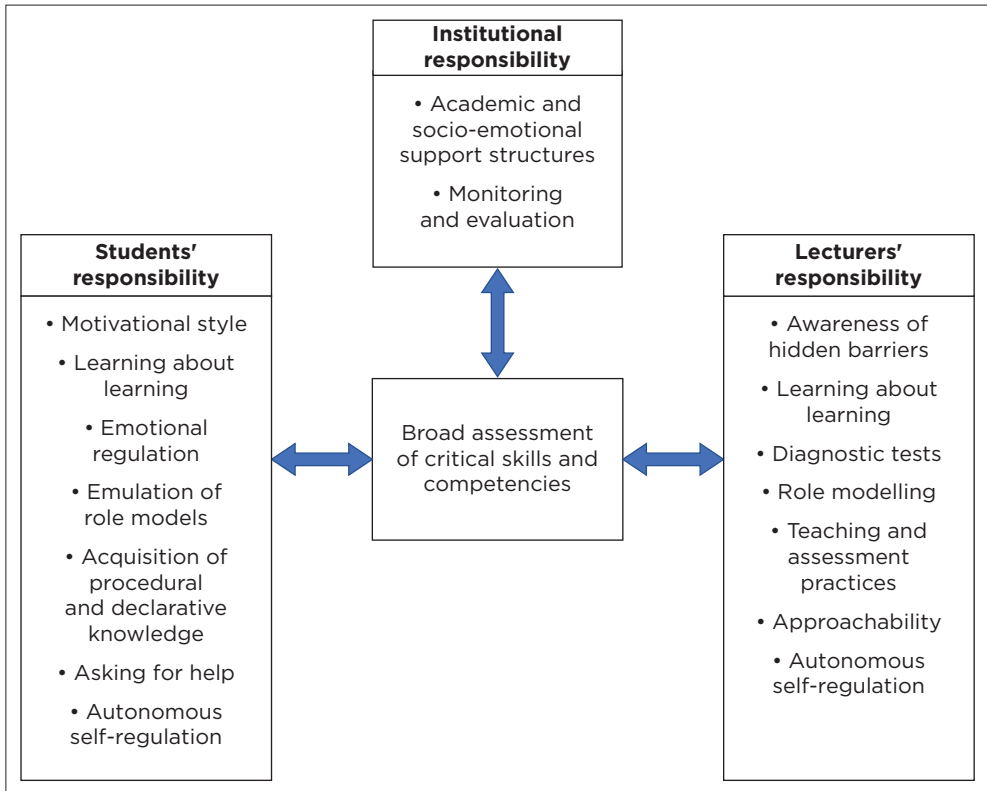 Institutional
responsibility
• Academic and
socio-emotional
support structures
• Monitoring
and evaluation
Students'
responsibility
• Motivational style
• Learning about
learning
• Emotional
regulation
• Emulation of
role models
• Acquisition of
procedural
and declarative
knowledge
• Asking for help
• Autonomous
self-regulation
Broad assessment
of critical skills and
competencies
Lecturers'
responsibility
• Awareness of
hidden barriers
• Learning about
learning
• Diagnostic tests
• Role modelling
• Teaching and
assessment
practices
• Approachability
• Autonomous
self-regulation